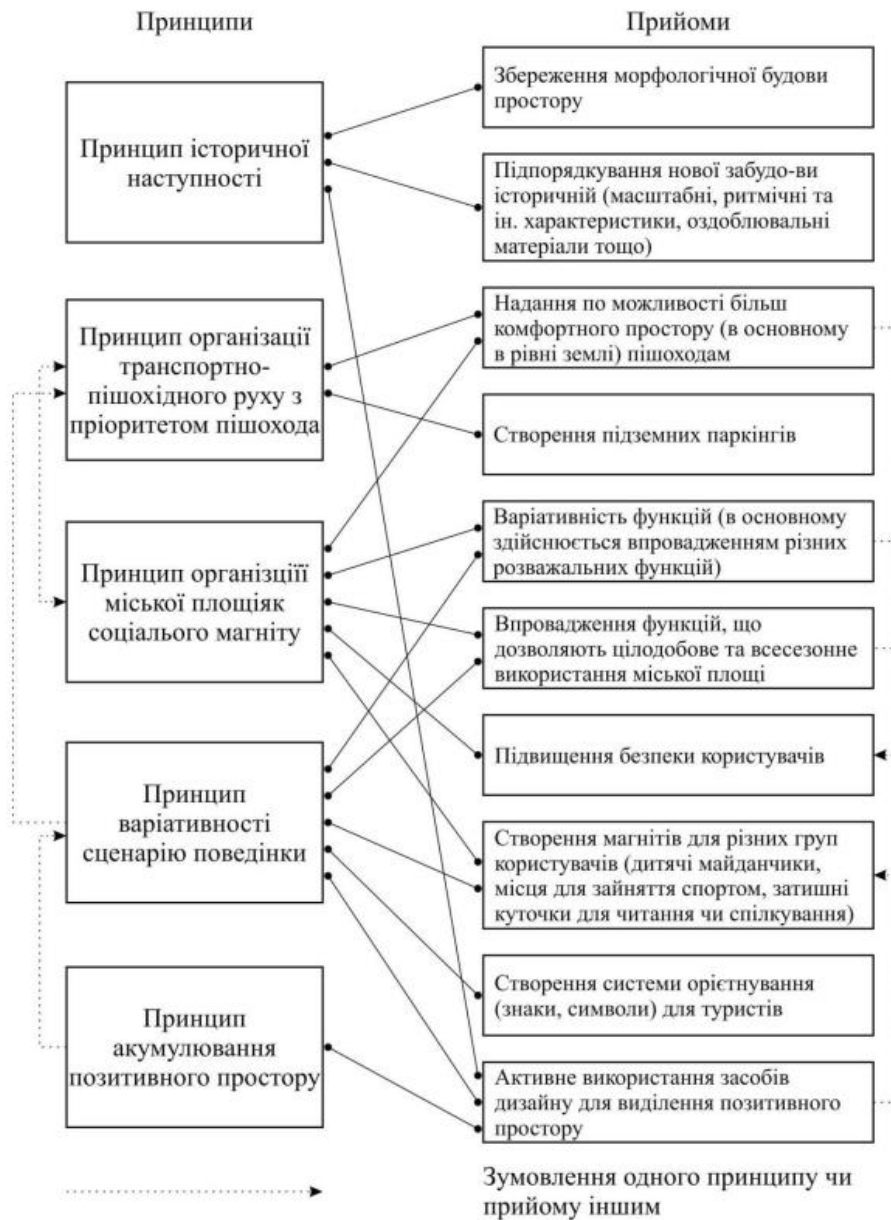 Принципи
Прийоми
Принцип історичної
наступності
Принцип організації
транспортно-
пішохідного руху з
пріоритетом пішохода
Принцип організціїї
міської площіяк
соціального магніту
Принцип
варіативності
сценарію поведінки
Принцип
акумулювання
позитивного простору
Збереження морфологічної будови
простору
Підпорядкування нової забудо-ви
історичній (масштабні, ритмічні та
ін. характеристики, оздоблювальні
матеріали тощо)
Надання по можливості більш
комфортного простору (в основному
в рівні землі) пішоходам
Створення підземних паркінгів
Варіативність функцій (в основному
здійснюється впровадженням різних
розважальних функцій)
Впровадження функцій, що
дозволяють цілодобове та всесезонне
використання міської площі
Підвищення безпеки користувачів
Створення магнітів для різних груп
користувачів (дитячі майданчики,
місця для зайняття спортом, затишні
куточки для читання чи спілкування)
Створення системи орієтнування
(знаки, символи) для туристів
Активне використання засобів
дизайну для виділення позитивного
простору
Зумовлення одного принципу чи
прийому іншим